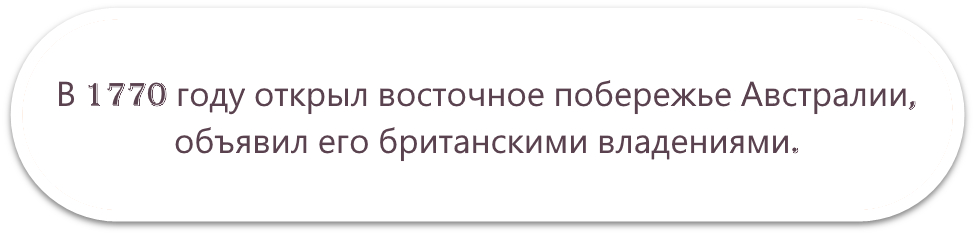 В 1770 году открыл восточное побережье Австралии,
объявил его британскими владениями.